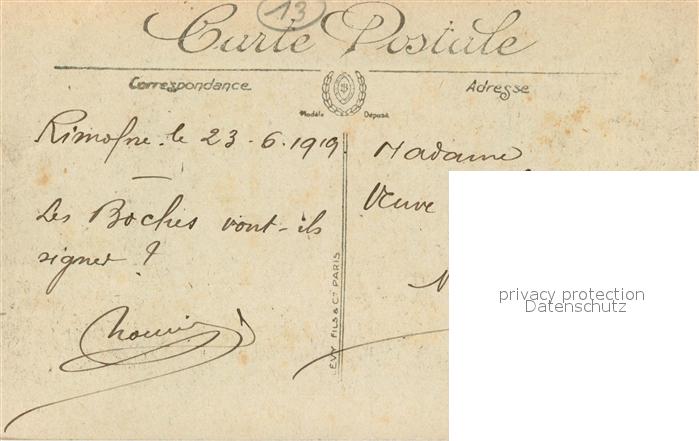 13
Carte Postale
Correspondance
Adresse
Modèle Déposé
Rimogne. le 23. 6. 1919
Madame
Veuve
Les Boches vont-ils
signer ?
LEVY FILS & Cie PARIS
privacy protection
Datenschutz